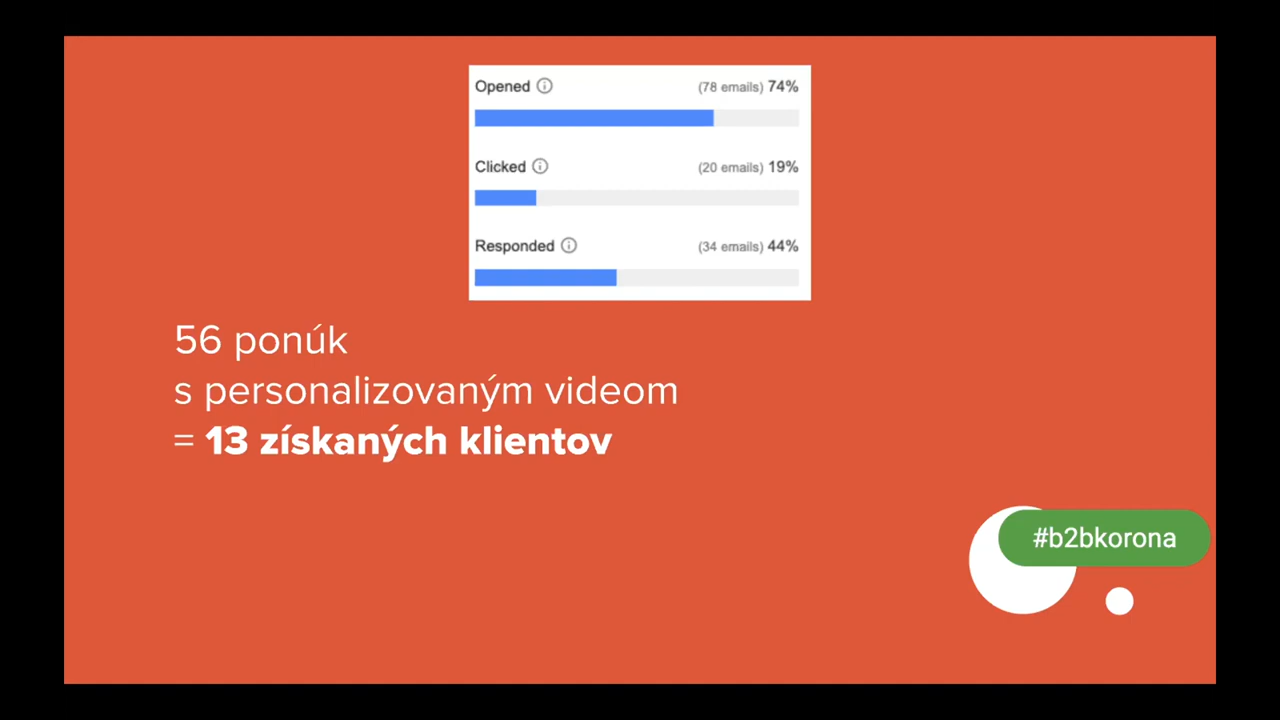 Opened (78 emails) 74%
Clicked (20 emails) 19%
Responded (34 emails) 44%
56 ponúk
s personalizovaným videom
= 13 získaných klientov
#b2bkorona